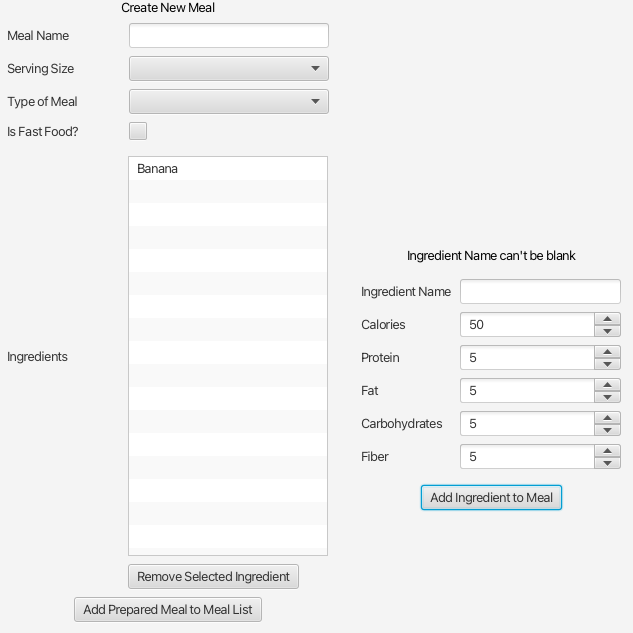 Create New Meal
Meal Name
Serving Size
Type of Meal
Is Fast Food?
Ingredients
Banana
Remove Selected Ingredient
Add Prepared Meal to Meal List
Ingredient Name can't be blank
Ingredient Name
Calories 50
Protein 5
Fat 5
Carbohydrates 5
Fiber 5
Add Ingredient to Meal